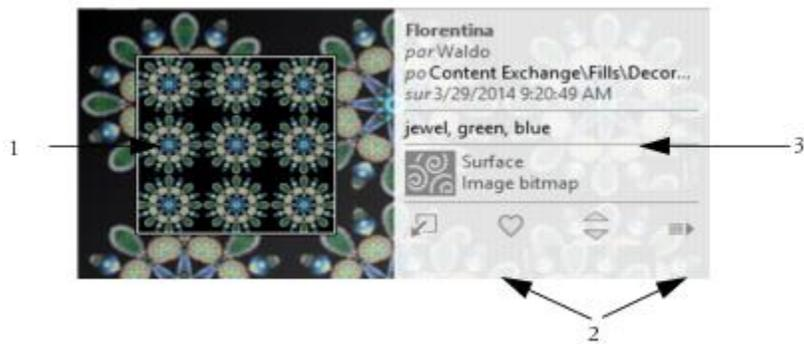 Florentina
par Waldo
po Content Exchange\Fills\Decor...
sur 3/29/2014 9:20:49 AM
1
3
jewel, green, blue
Surface
Image bitmap
2